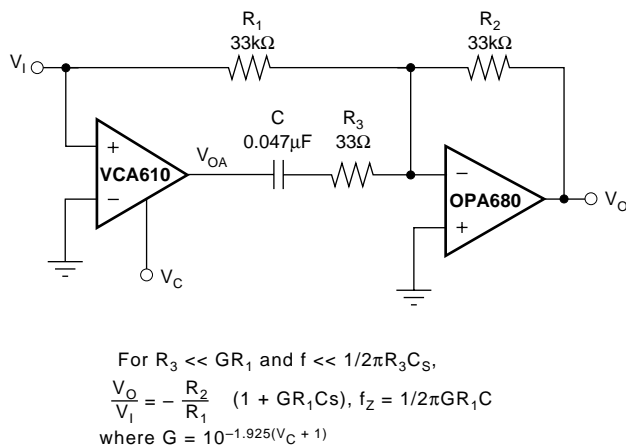 R1
33kΩ
R2
33kΩ
VI
C
0.047µF
R3
33Ω
+
VCA610
–
VOA
–
OPA680
+
VO
VC
For R3 << GR1 and f << 1/2πR3CS,
VO/VI = – R2/R1 (1 + GR1Cs), fZ = 1/2πGR1C
where G = 10^–1.925(VC + 1)